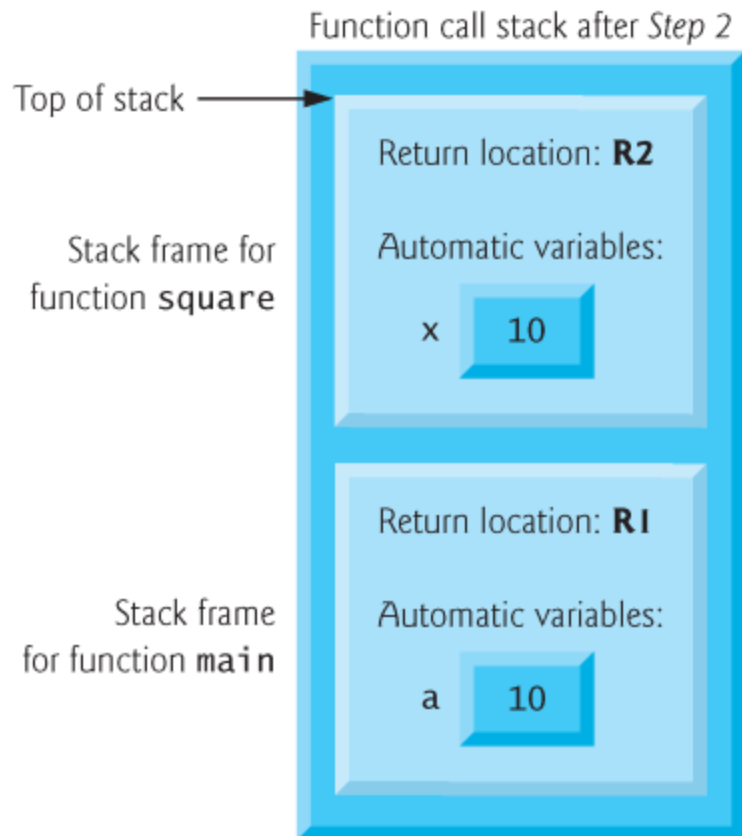 Function call stack after Step 2
Top of stack
Return location: R2
Stack frame for
function square
Automatic variables:
x 10
Return location: R1
Stack frame
for function main
Automatic variables:
a 10